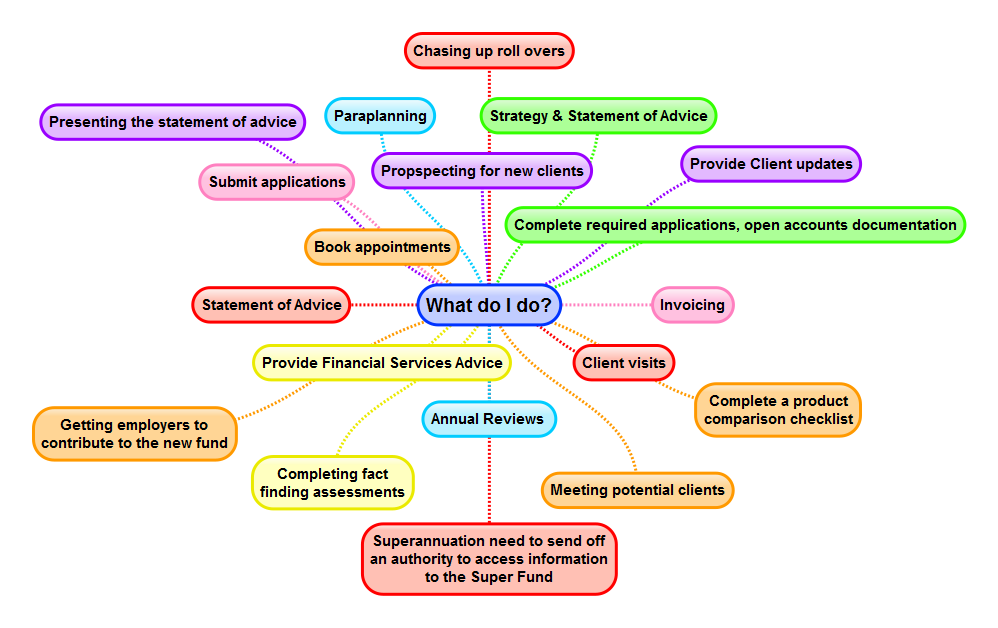 Chasing up roll overs
Paraplanning
Strategy & Statement of Advice
Presenting the statement of advice
Propspecting for new clients
Provide Client updates
Submit applications
Complete required applications, open accounts documentation
Book appointments
Statement of Advice
What do I do?
Invoicing
Provide Financial Services Advice
Client visits
Complete a product
comparison checklist
Annual Reviews
Getting employers to
contribute to the new fund
Completing fact
finding assessments
Meeting potential clients
Superannuation need to send off
an authority to access information
to the Super Fund